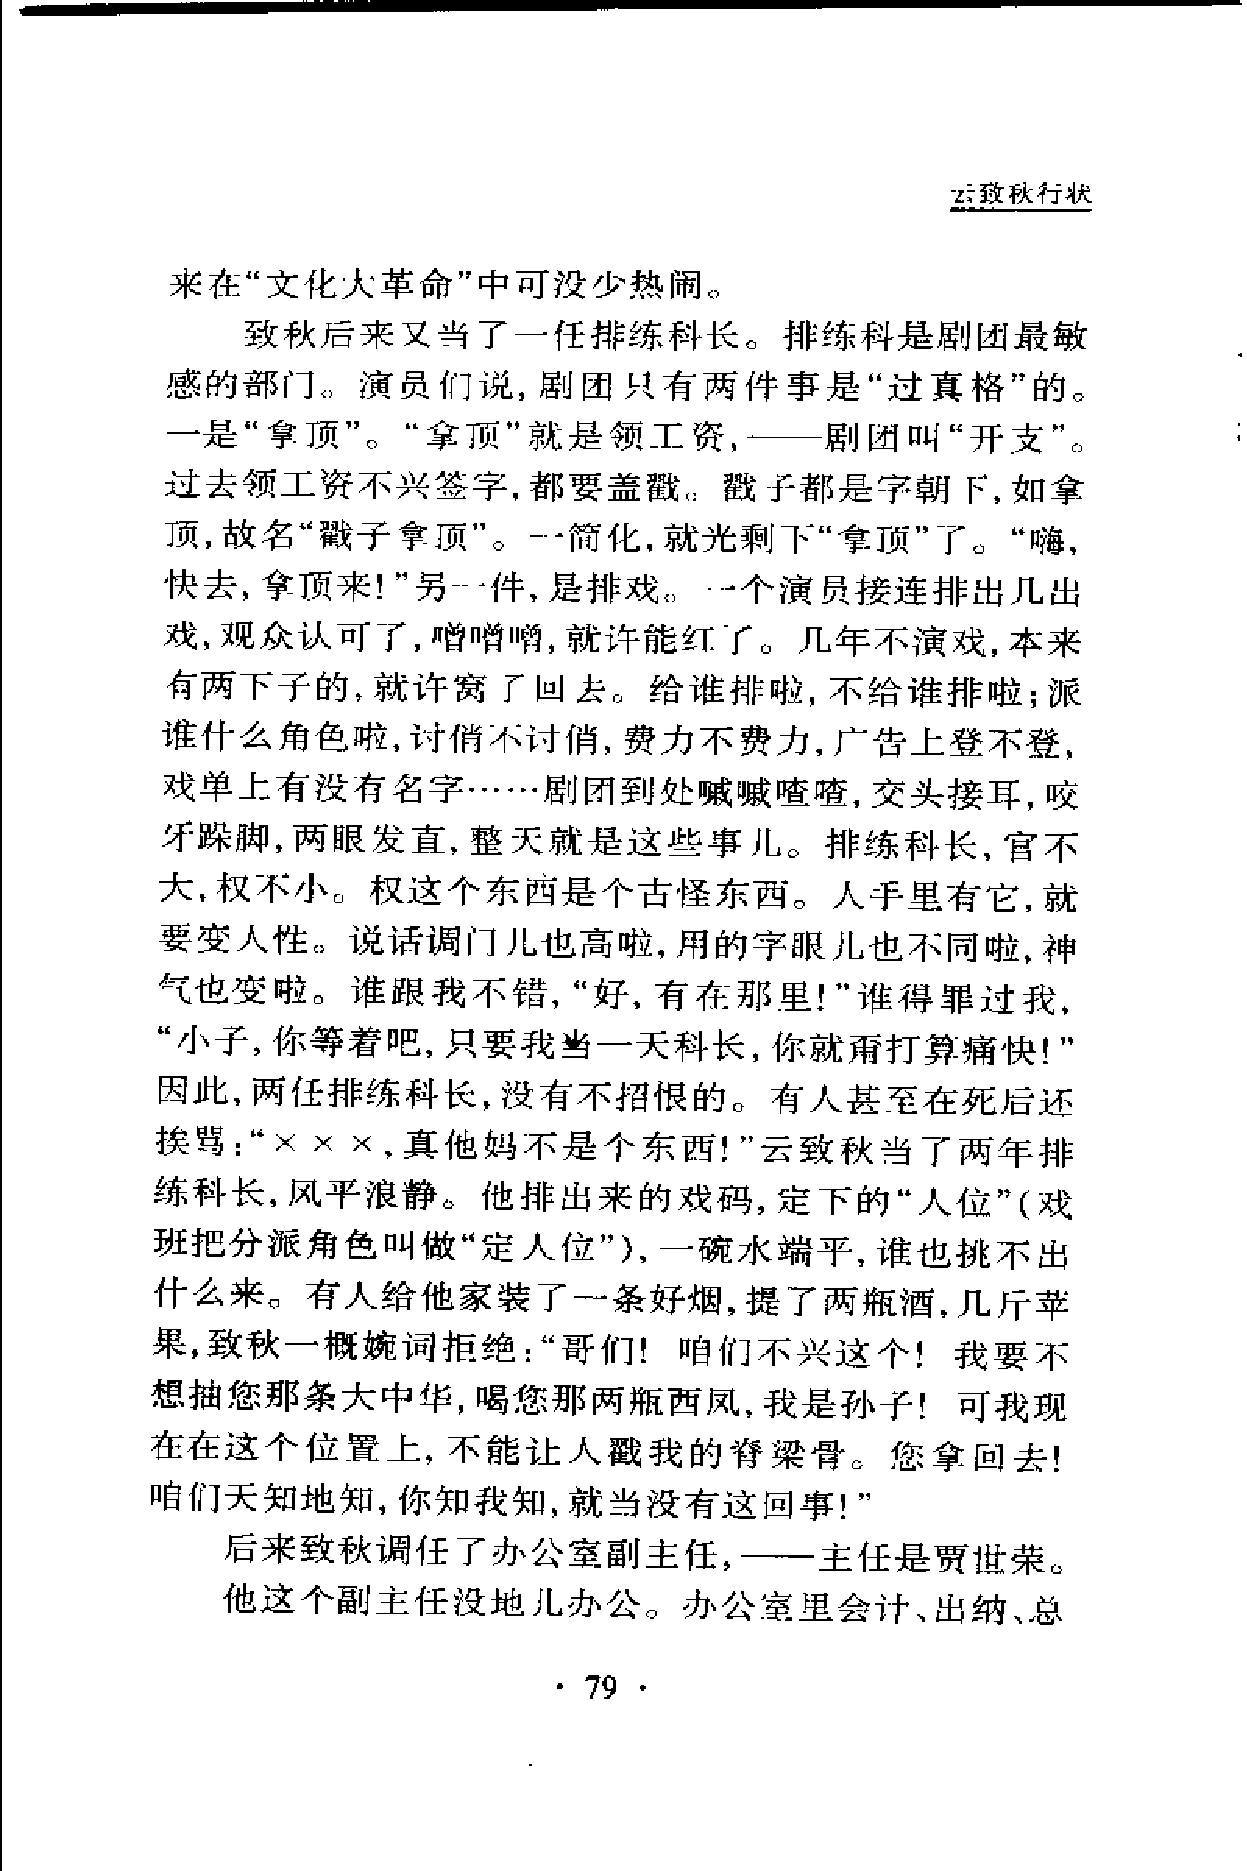 云致秋行状
来在“文化大革命”中可没少热闹。
致秋后来又当了一任排练科长。排练科是剧团最敏
感的部门。演员们说,剧团只有两件事是“过真格”的。
一是“拿顶”。“拿顶”就是领工资,——剧团叫“开支”。
过去领工资不兴签字,都要盖戳。戳子都是字朝下,如拿
顶,故名“戳子拿顶”。一简化,就光剩下“拿顶”了。“嗨,
快去,拿顶来!”另一件,是排戏。一个演员接连排出几出
戏,观众认可了,噌噌噌,就许能红了。几年不演戏,本来
有两下子的,就许窝了回去。给谁排啦,不给谁排啦;派
谁什么角色啦,讨俏不讨俏,费力不费力,广告上登不登,
戏单上有没有名字……剧团到处嘁嘁喳喳,交头接耳,咬
牙跺脚,两眼发直,整天就是这些事儿。排练科长,官不
大,权不小。权这个东西是个古怪东西。人手里有它,就
要变人性。说话调门儿也高啦,用的字眼儿也不同啦,神
气也变啦。谁跟我不错,“好,有在那里!”谁得罪过我,
“小子,你等着吧,只要我当一天科长,你就甭打算痛快!”
因此,两任排练科长,没有不招恨的。有人甚至在死后还
挨骂:“×××,真他妈不是个东西!”云致秋当了两年排
练科长,风平浪静。他排出来的戏码,定下的“人位”(戏
班把分派角色叫做“定人位”),一碗水端平,谁也挑不出
什么来。有人给他家装了一条好烟,提了两瓶酒,几斤苹
果,致秋一概婉词拒绝:“哥们!咱们不兴这个!我要不
想抽您那条大中华,喝您那两瓶西凤,我是孙子!可我现
在在这个位置上,不能让人戳我的脊梁骨。您拿回去!
咱们天知地知,你知我知,就当没有这回事!”
后来致秋调任了办公室副主任,——主任是贾世荣。
他这个副主任没地儿办公。办公室里会计、出纳、总
· 79 ·